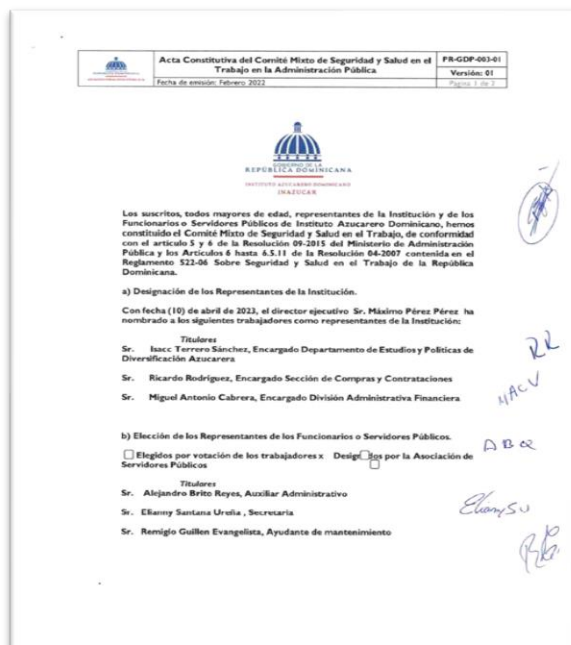 Acta Constitutiva del Comité Mixto de Seguridad y Salud en el
Trabajo en la Administración Pública
PR-GDP-003-01
Versión: 01
Fecha de emisión: Febrero 2022
Página 1 de 2
GOBIERNO DE LA
REPÚBLICA DOMINICANA
INSTITUTO AZUCARERO DOMINICANO
INAZUCAR
Los suscritos, todos mayores de edad, representantes de la Institución y de los
Funcionarios o Servidores Públicos de Instituto Azucarero Dominicano, hemos
constituido el Comité Mixto de Seguridad y Salud en el Trabajo, de conformidad
con el artículo 5 y 6 de la Resolución 09-2015 del Ministerio de Administración
Pública y los Artículos 6 hasta 6.5.11 de la Resolución 04-2007 contenida en el
Reglamento 522-06 Sobre Seguridad y Salud en el Trabajo de la República
Dominicana.
a) Designación de los Representantes de la Institución.
Con fecha (10) de abril de 2023, el director ejecutivo Sr. Máximo Pérez Pérez ha
nombrado a los siguientes trabajadores como representantes de la Institución:
Titulares
Sr. Isacc Terrero Sánchez, Encargado Departamento de Estudios y Políticas de
Diversificación Azucarera
RR
Sr. Ricardo Rodríguez, Encargado Sección de Compras y Contrataciones
MACV
Sr. Miguel Antonio Cabrera, Encargado División Administrativa Financiera
b) Elección de los Representantes de los Funcionarios o Servidores Públicos.
ABR
Elegidos por votación de los trabajadores x Designados por la Asociación de
Servidores Públicos
Titulares
Sr. Alejandro Brito Reyes, Auxiliar Administrativo
Sr. Elianny Santana Ureña , Secretaria
ElianySU
Sr. Remigio Guillen Evangelista, Ayudante de mantenimiento